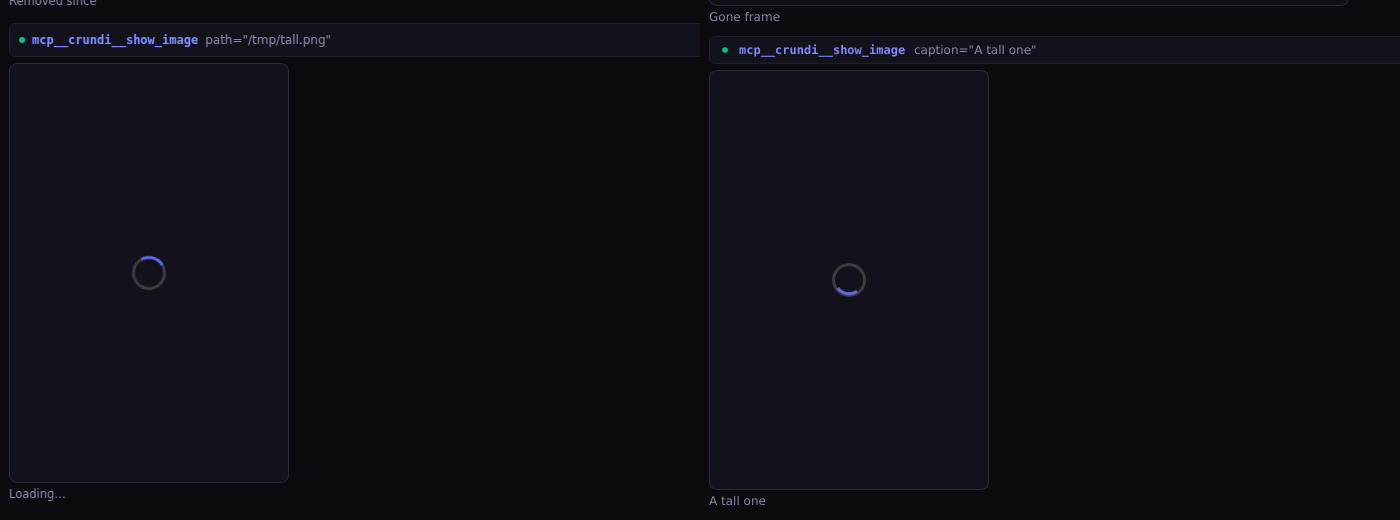 Removed since
mcp__crundi__show_image path="/tmp/tall.png"
Loading…
Gone frame
mcp__crundi__show_image caption="A tall one"
A tall one